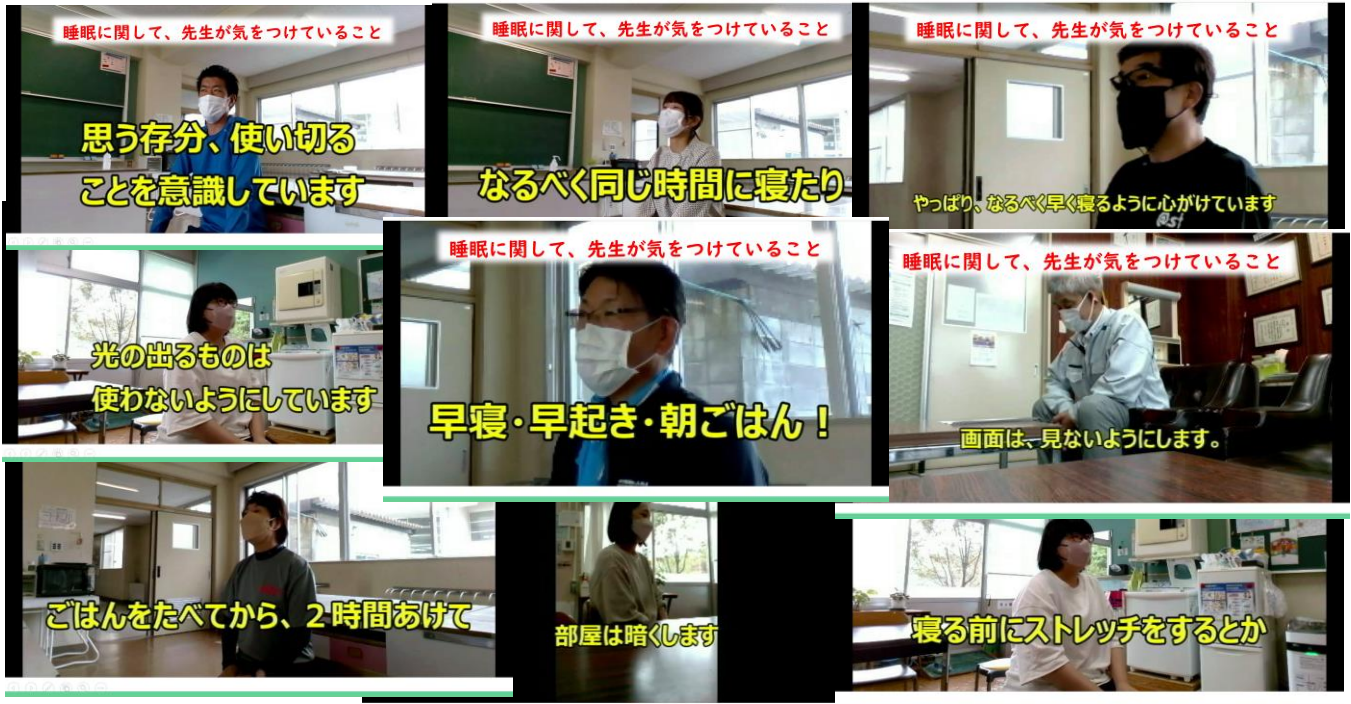 睡眠に関して、先生が気をつけていること
思う存分、使い切る
ことを意識しています
睡眠に関して、先生が気をつけていること
なるべく同じ時間に寝たり
睡眠に関して、先生が気をつけていること
やっぱり、なるべく早く寝るように心がけています
光の出るものは
使わないようにしています
睡眠に関して、先生が気をつけていること
早寝・早起き・朝ごはん！
睡眠に関して、先生が気をつけていること
画面は、見ないようにします。
ごはんをたべてから、２時間あけて
部屋は暗くします
寝る前にストレッチをするとか